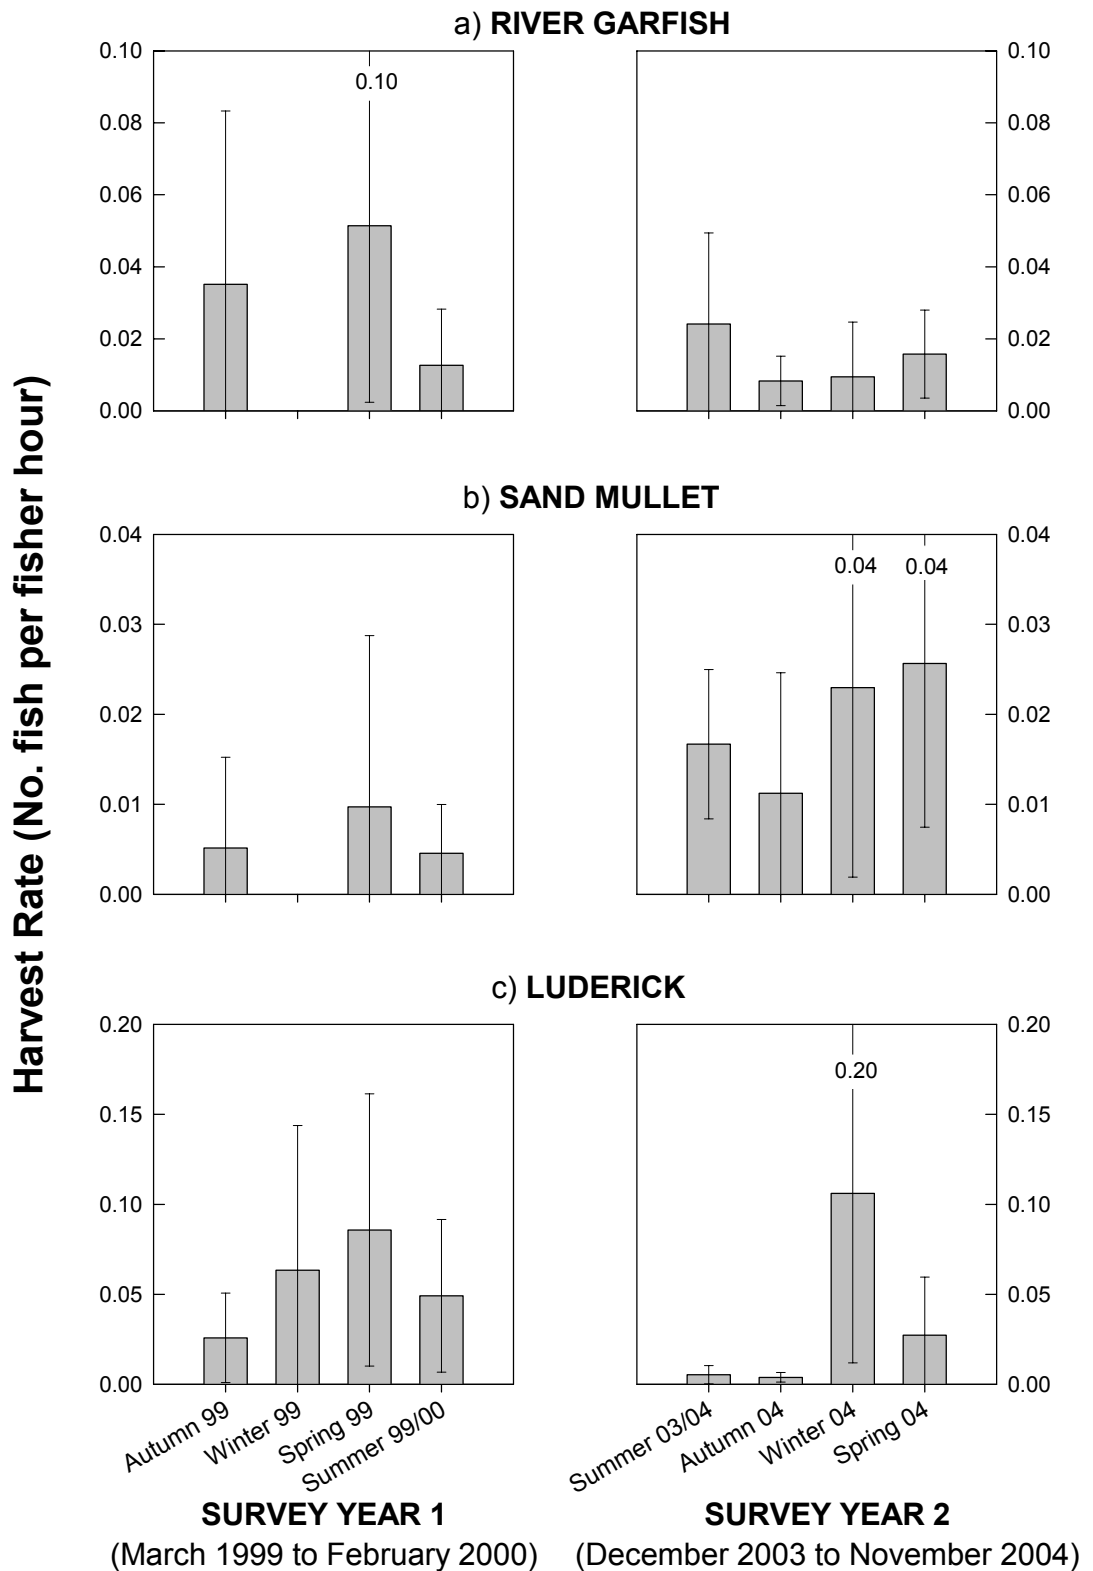 a) RIVER GARFISH
0.10
0.08
0.06
0.04
0.02
0.00
0.10
0.10
0.08
0.06
0.04
0.02
0.00
b) SAND MULLET
0.04
0.03
0.02
0.01
0.00
0.04
0.04
0.04
0.03
0.02
0.01
0.00
c) LUDERICK
0.20
0.15
0.10
0.05
0.00
0.20
0.20
0.15
0.10
0.05
0.00
Harvest Rate (No. fish per fisher hour)
Autumn 99
Winter 99
Spring 99
Summer 99/00
Summer 03/04
Autumn 04
Winter 04
Spring 04
SURVEY YEAR 1
(March 1999 to February 2000)
SURVEY YEAR 2
(December 2003 to November 2004)